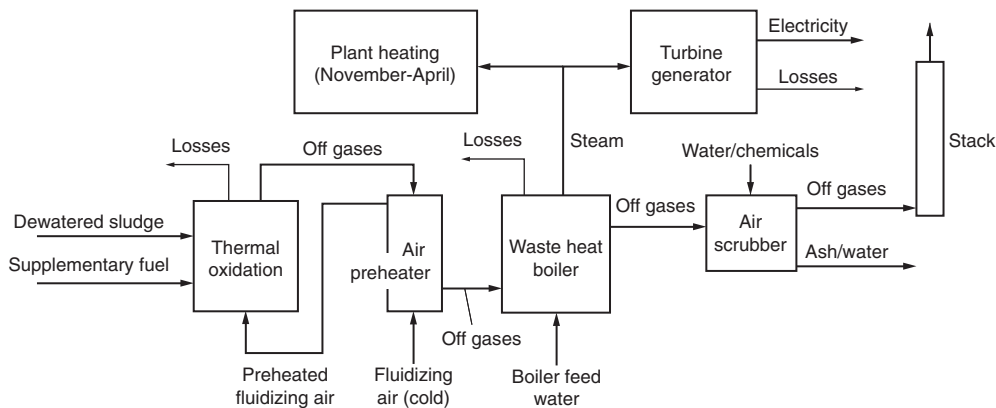 Electricity
Plant heating
(November-April)
Turbine
generator
Losses
Losses
Off gases
Losses
Steam
Water/chemicals
Stack
Dewatered sludge
Supplementary fuel
Thermal
oxidation
Air
preheater
Waste heat
boiler
Off gases
Air
scrubber
Off gases
Ash/water
Off gases
Preheated
fluidizing air
Fluidizing
air (cold)
Boiler feed
water